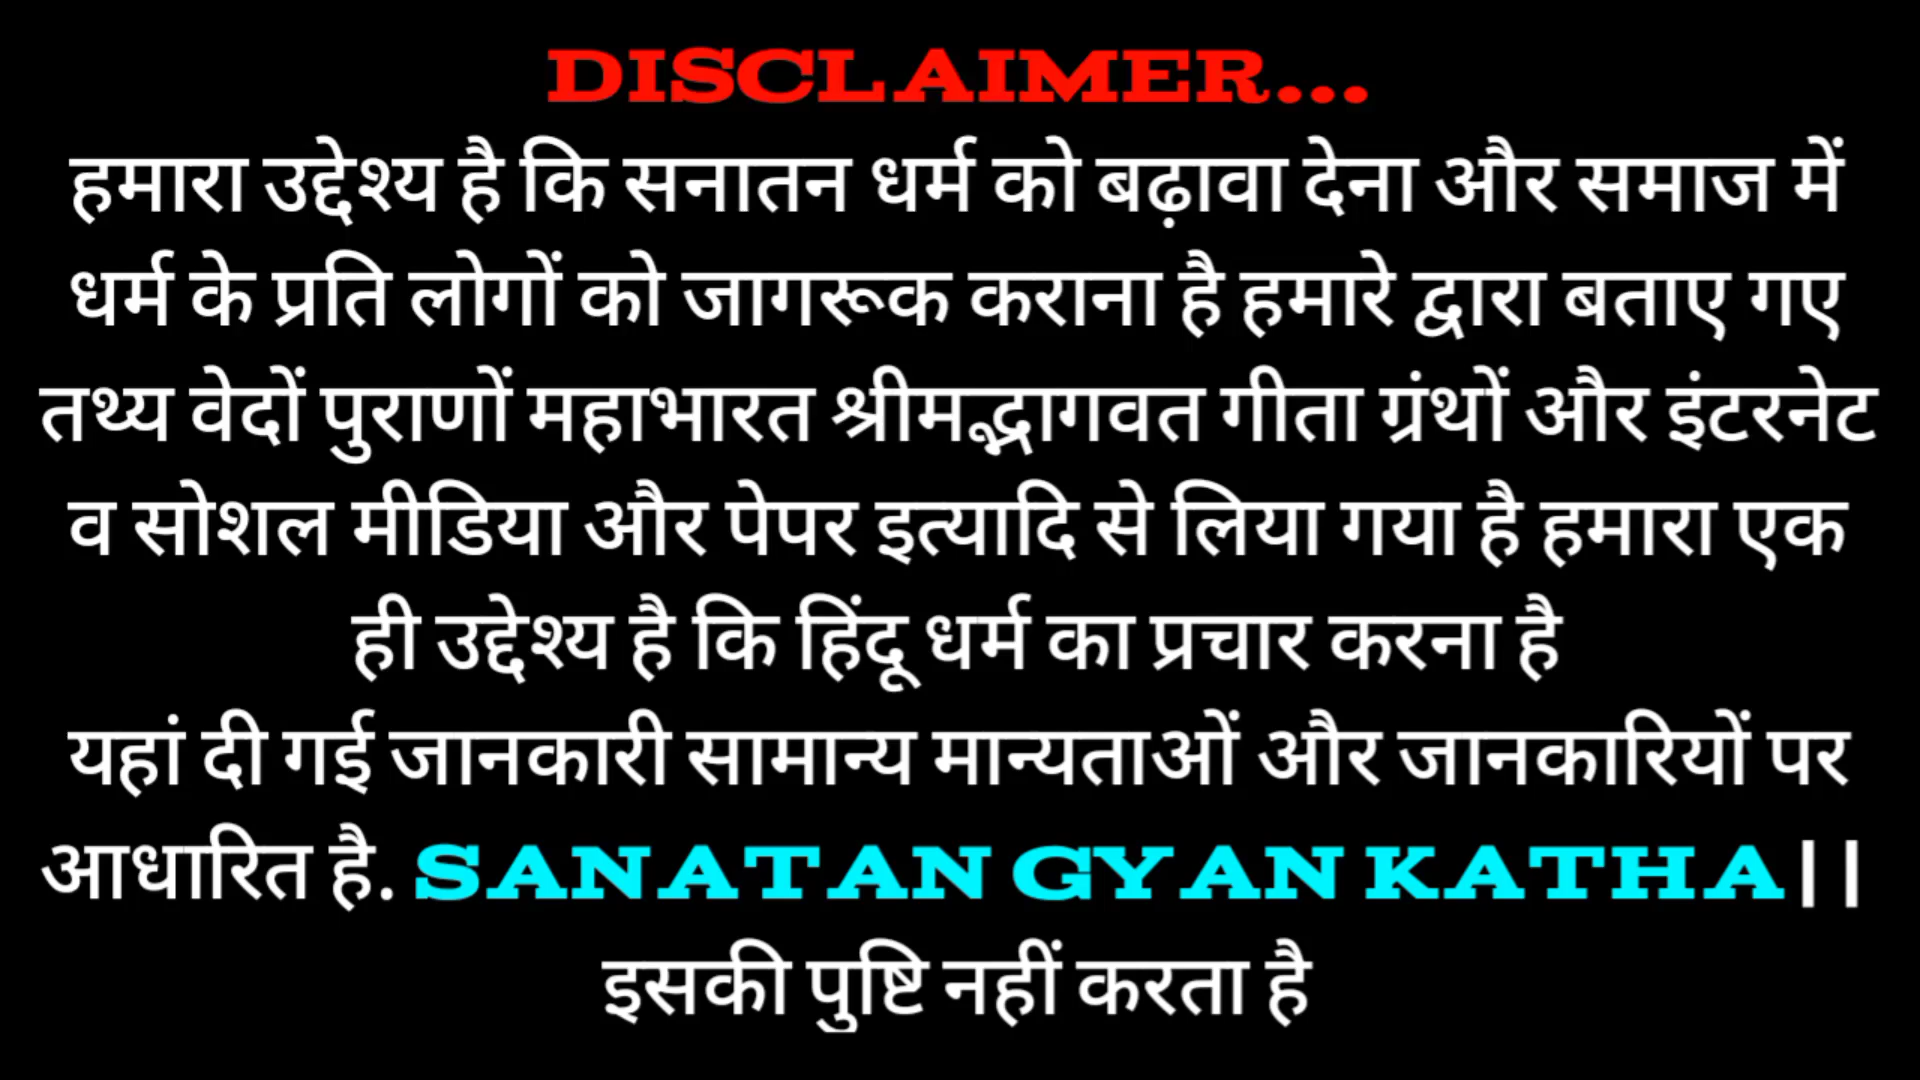 DISCLAIMER...
हमारा उद्देश्य है कि सनातन धर्म को बढ़ावा देना और समाज में
धर्म के प्रति लोगों को जागरूक कराना है हमारे द्वारा बताए गए
तथ्य वेदों पुराणों महाभारत श्रीमद्भागवत गीता ग्रंथों और इंटरनेट
व सोशल मीडिया और पेपर इत्यादि से लिया गया है हमारा एक
ही उद्देश्य है कि हिंदू धर्म का प्रचार करना है
यहां दी गई जानकारी सामान्य मान्यताओं और जानकारियों पर
आधारित है. SANATAN GYAN KATHA||
इसकी पुष्टि नहीं करता है